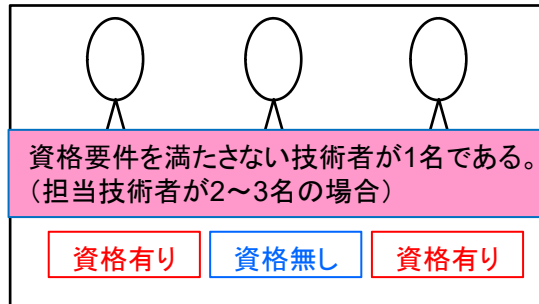 資格要件を満たさない技術者が1名である。
（担当技術者が2～3名の場合）
資格有り 資格無し 資格有り